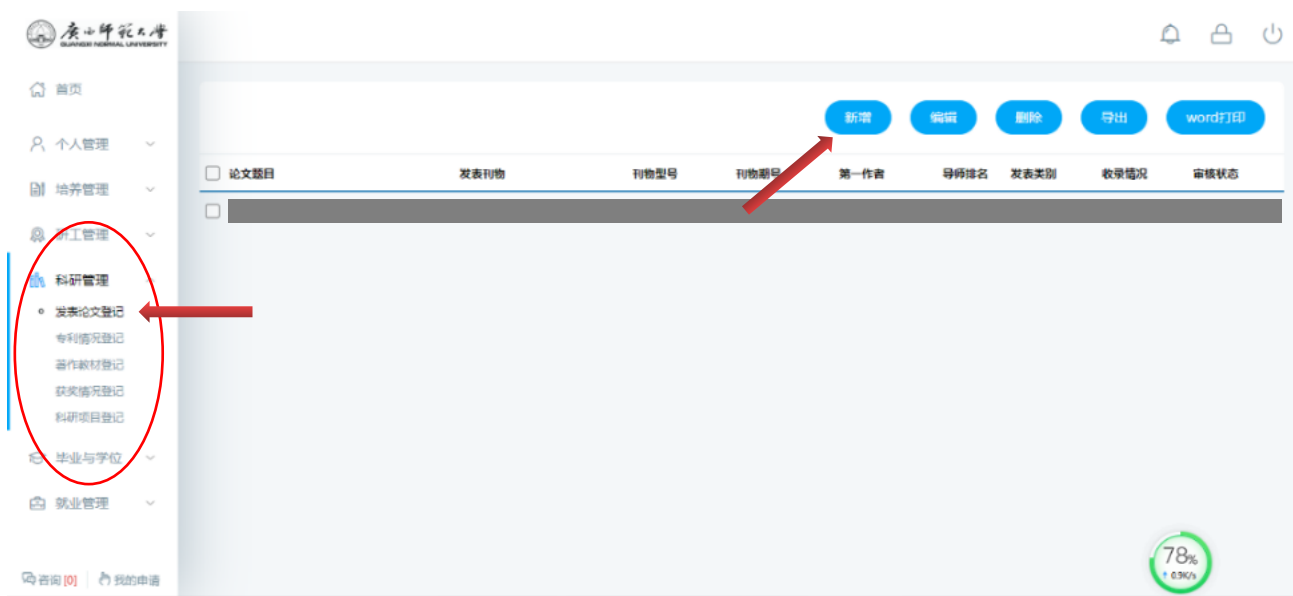 广西师范大学
GUANGXI NORMAL UNIVERSITY
首页
个人管理
培养管理
研工管理
科研管理
发表论文登记
专利情况登记
著作教材登记
获奖情况登记
科研项目登记
毕业与学位
就业管理
咨询 [0] 我的申请
新增 编辑 删除 导出 word打印
论文题目 发表刊物 刊物型号 刊物期号 第一作者 导师排名 发表类别 收录情况 审核状态
78%
0.3K/s